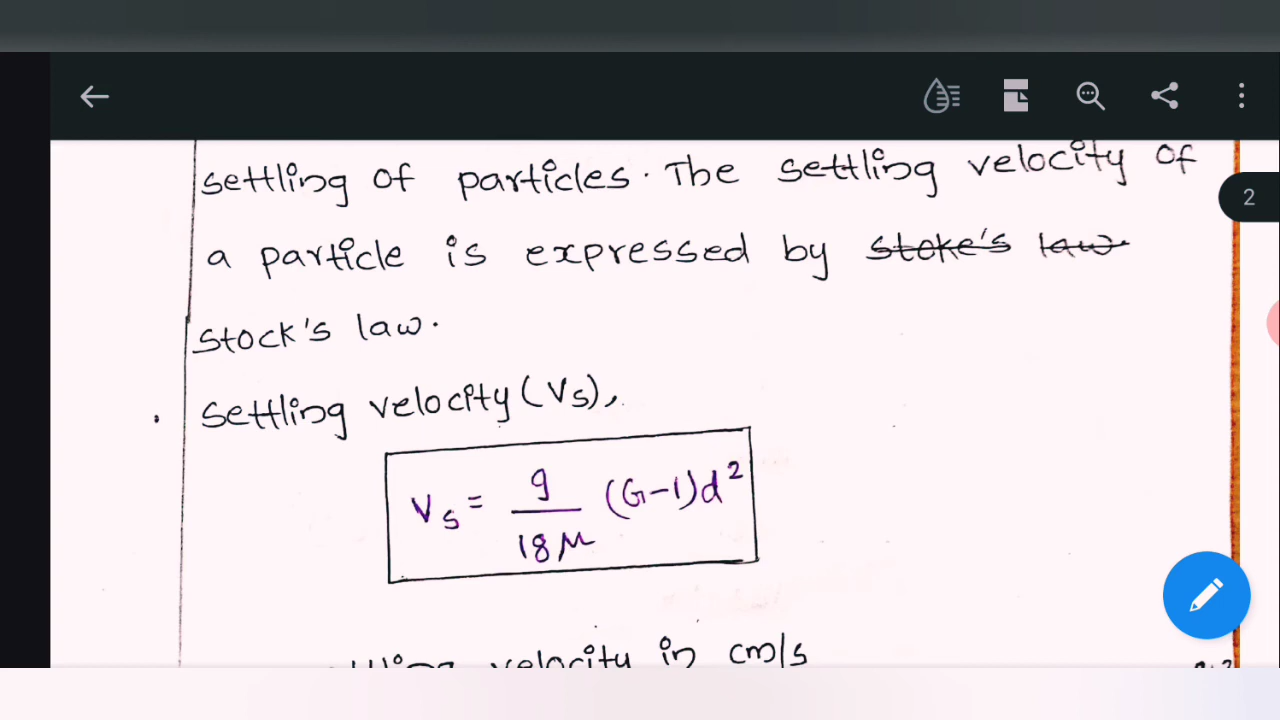 2
settling of particles. The settling velocity of
a particle is expressed by stoke's law
stock's law.
. settling velocity (Vs),
Vs = g/18μ (G-1)d²
velocity in cm/s